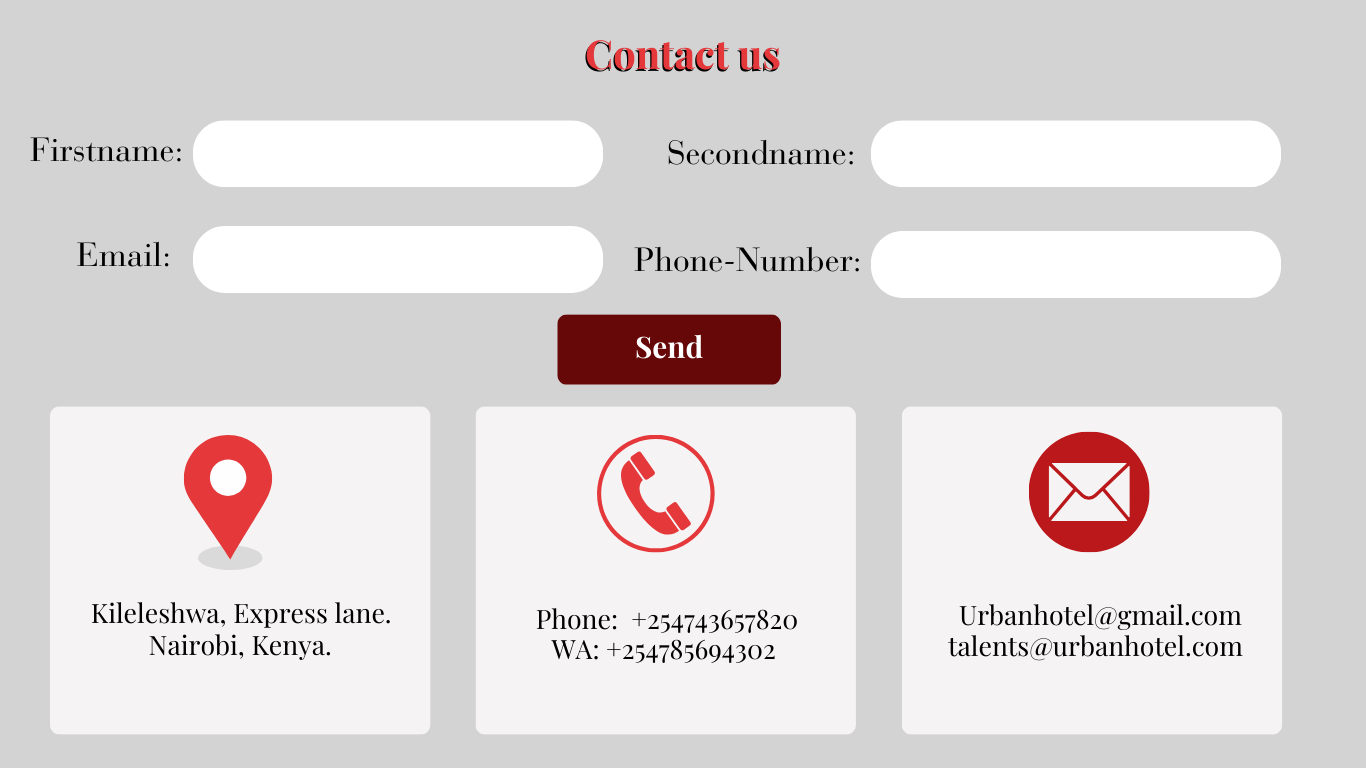 Contact us
Firstname:
Secondname:
Email:
Phone-Number:
Send
Kileleshwa, Express lane.
Nairobi, Kenya.
Phone:  +254743657820
WA: +254785694302
Urbanhotel@gmail.com
talents@urbanhotel.com